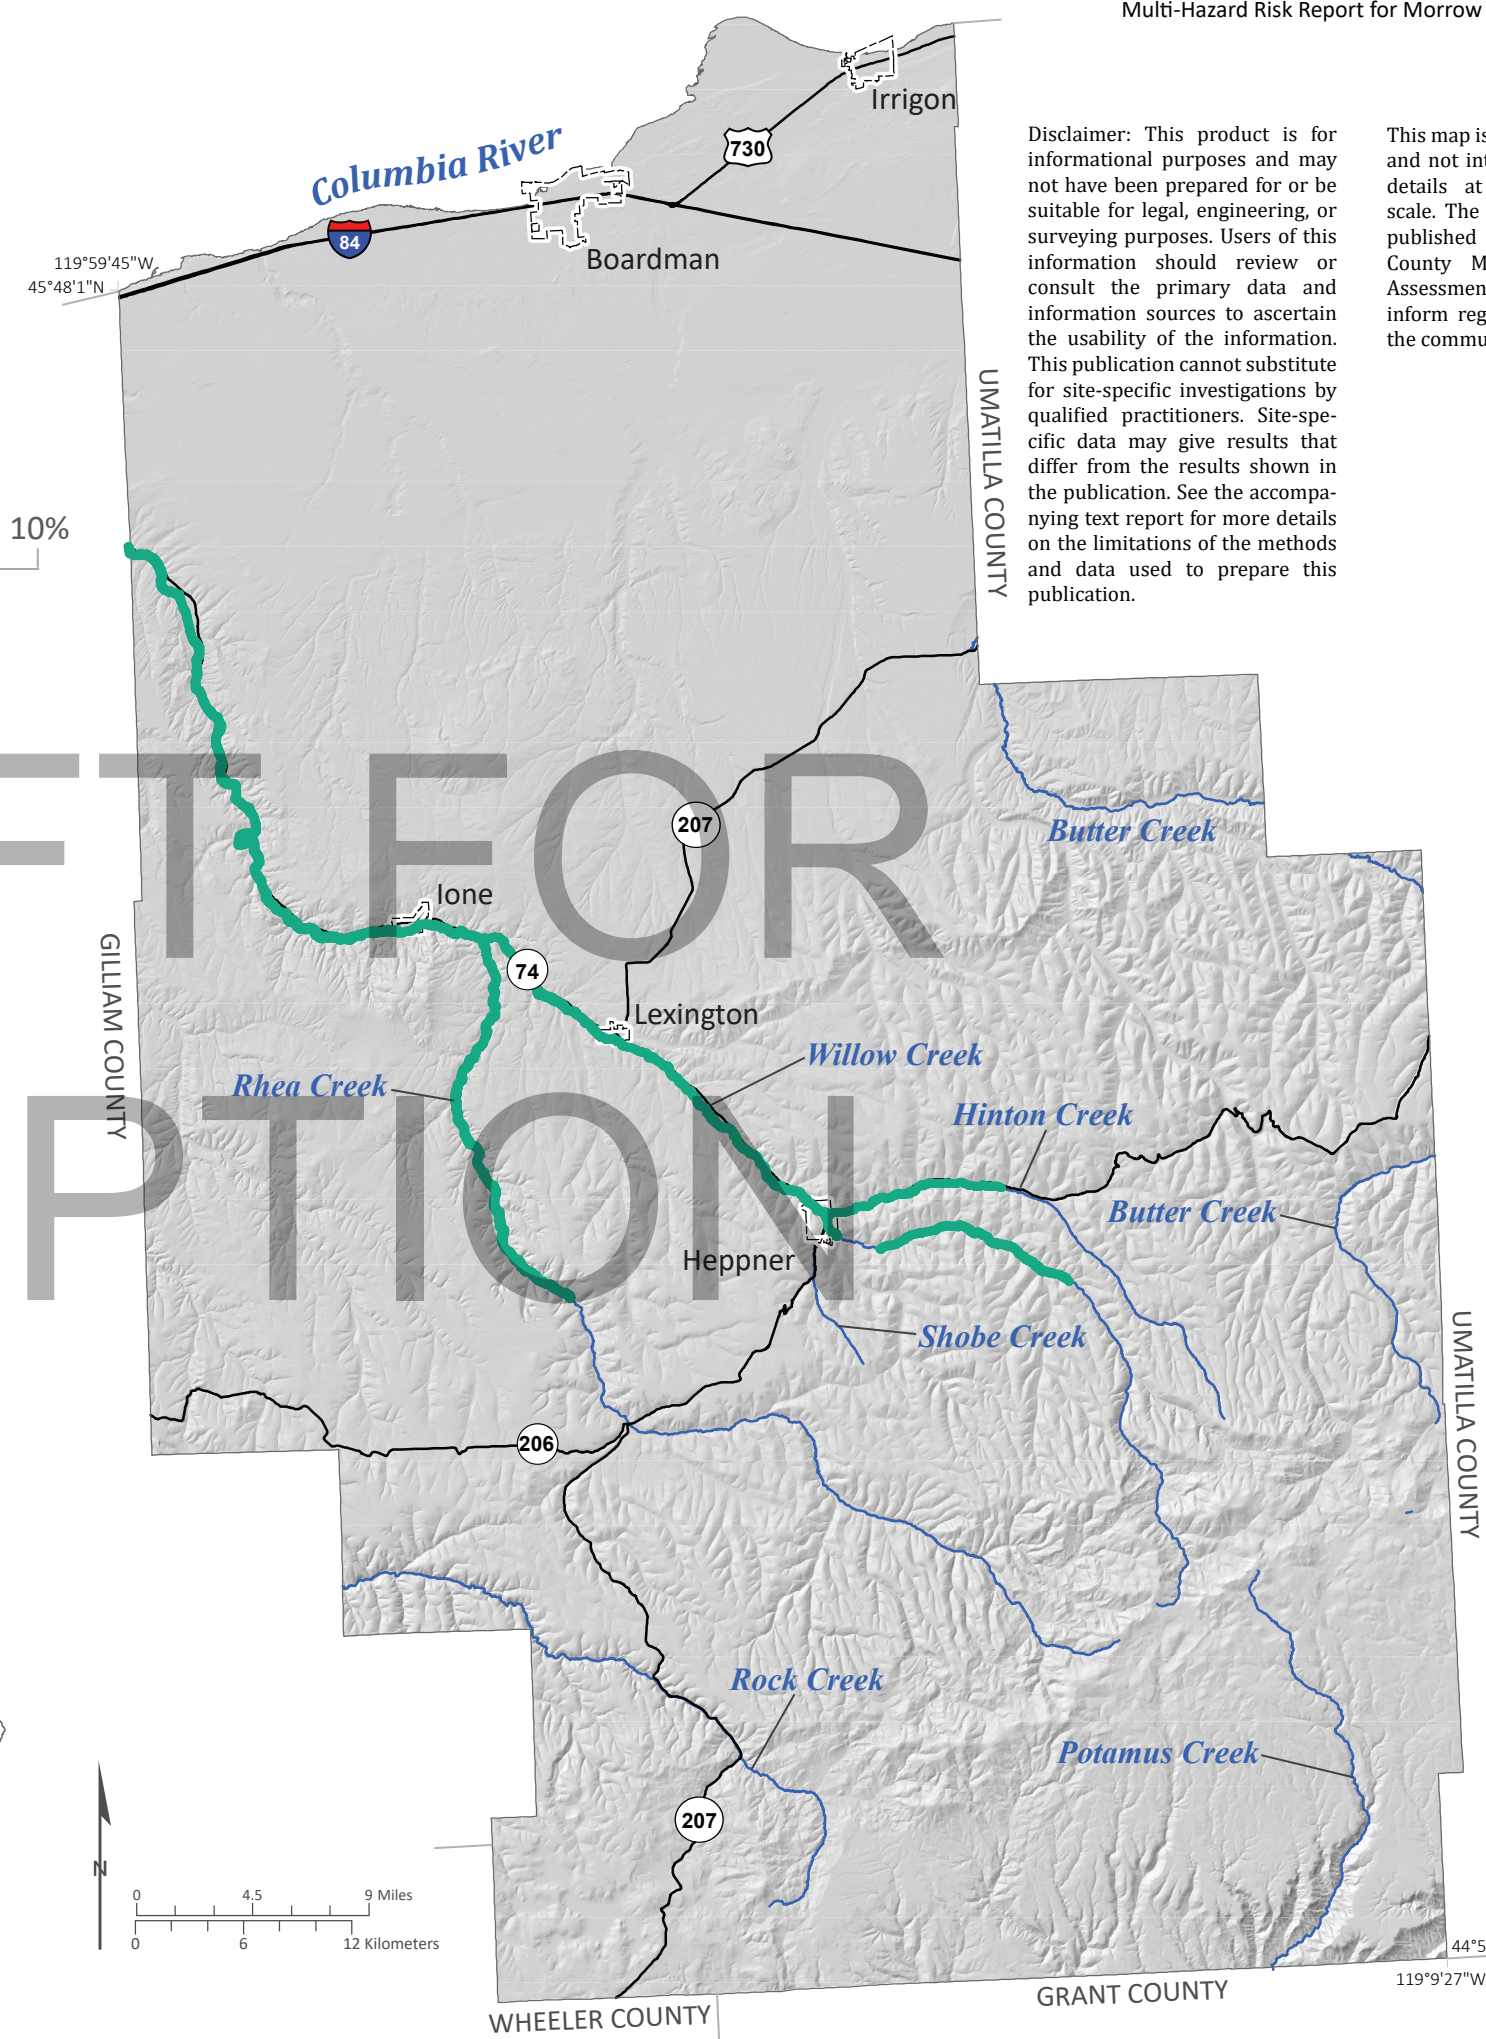 Multi-Hazard Risk Report for Morrow
Irrigon
730
Columbia River
84
Boardman
119°59'45"W
45°48'1"N
Disclaimer: This product is for
informational purposes and may
not have been prepared for or be
suitable for legal, engineering, or
surveying purposes. Users of this
information should review or
consult the primary data and
information sources to ascertain
the usability of the information.
This publication cannot substitute
for site-specific investigations by
qualified practitioners. Site-spe-
cific data may give results that
differ from the results shown in
the publication. See the accompa-
nying text report for more details
on the limitations of the methods
and data used to prepare this
publication.
This map is
and not int
details at
scale. The
published
County M
Assessmen
inform reg
the commu
UMATILLA COUNTY
10%
FT FOR
207
Butter Creek
Ione
74
GILLIAM COUNTY
Lexington
Willow Creek
Rhea Creek
PTION
Hinton Creek
Butter Creek
Heppner
Shobe Creek
UMATILLA COUNTY
206
Rock Creek
Potamus Creek
207
N
0 4.5 9 Miles
0 6 12 Kilometers
44°5
119°9'27"W
WHEELER COUNTY
GRANT COUNTY